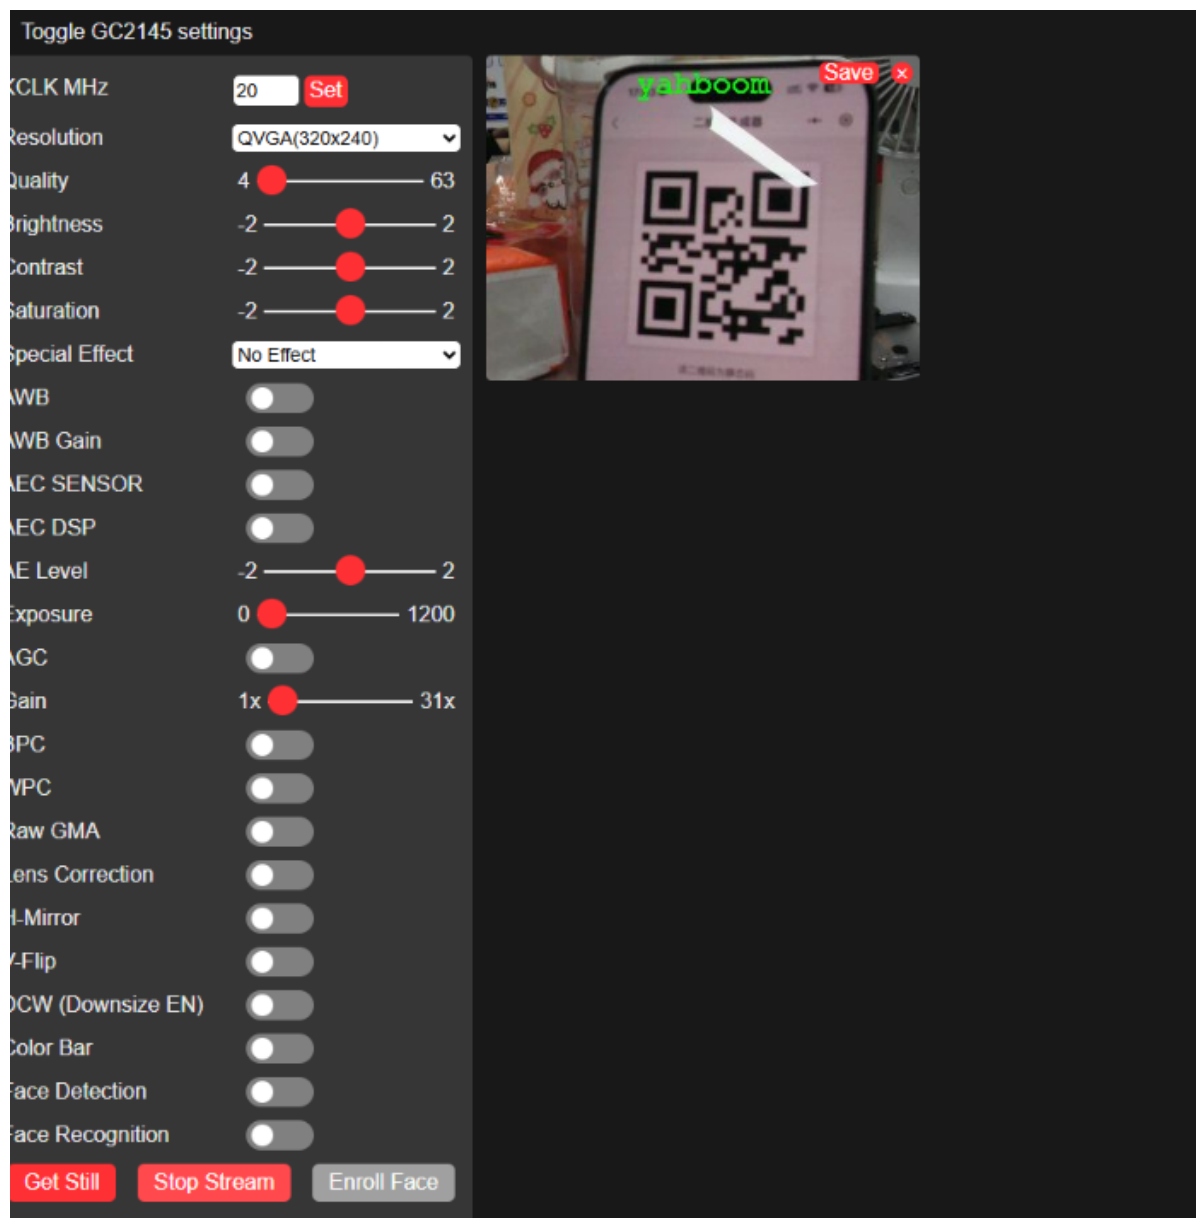 Toggle GC2145 settings
XCLK MHz 20 Set
Resolution QVGA(320x240)
Quality 4 63
Brightness -2 2
Contrast -2 2
Saturation -2 2
Special Effect No Effect
AWB
AWB Gain
AEC SENSOR
AEC DSP
AE Level -2 2
Exposure 0 1200
AGC
Gain 1x 31x
BPC
WPC
Raw GMA
Lens Correction
H-Mirror
V-Flip
DCW (Downsize EN)
Color Bar
Face Detection
Face Recognition
Get Still Stop Stream Enroll Face
yahboom
Save ×